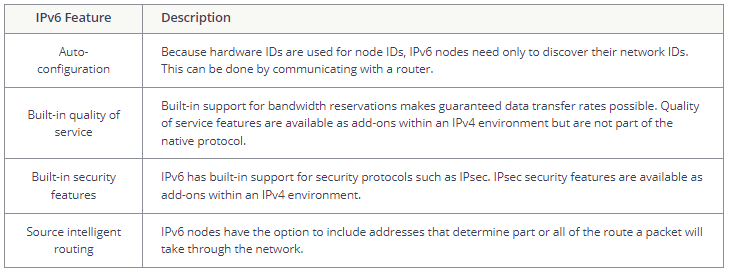 IPv6 Feature
Description
Auto-
configuration
Because hardware IDs are used for node IDs, IPv6 nodes need only to discover their network IDs.
This can be done by communicating with a router.
Built-in quality of
service
Built-in support for bandwidth reservations makes guaranteed data transfer rates possible. Quality
of service features are available as add-ons within an IPv4 environment but are not part of the
native protocol.
Built-in security
features
IPv6 has built-in support for security protocols such as IPsec. IPsec security features are available as
add-ons within an IPv4 environment.
Source intelligent
routing
IPv6 nodes have the option to include addresses that determine part or all of the route a packet will
take through the network.